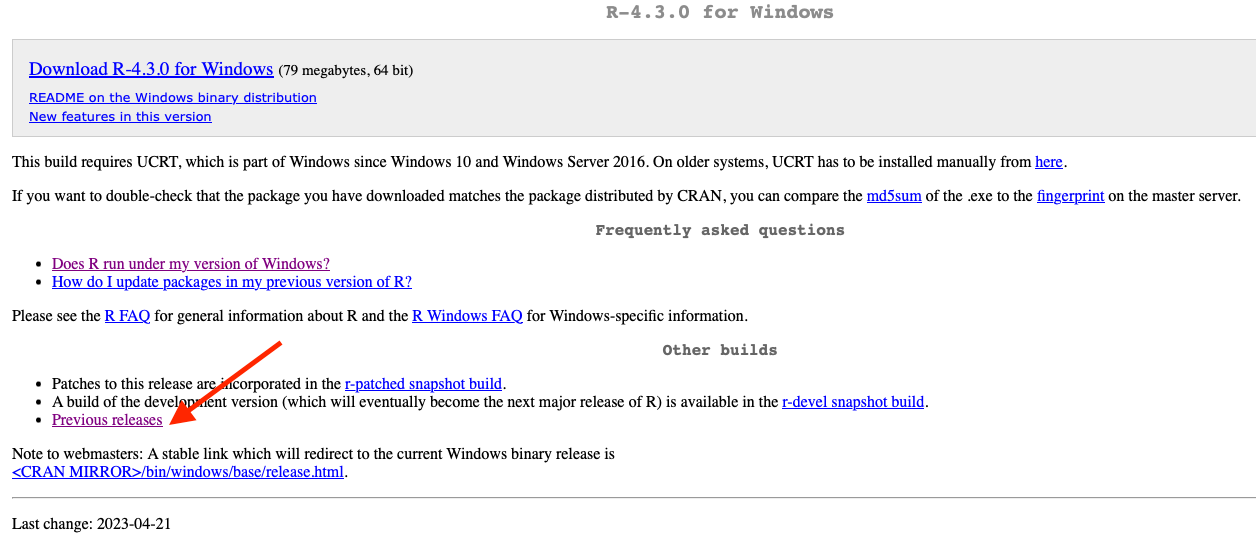 R-4.3.0 for Windows
Download R-4.3.0 for Windows (79 megabytes, 64 bit)
README on the Windows binary distribution
New features in this version
This build requires UCRT, which is part of Windows since Windows 10 and Windows Server 2016. On older systems, UCRT has to be installed manually from here.
If you want to double-check that the package you have downloaded matches the package distributed by CRAN, you can compare the md5sum of the .exe to the fingerprint on the master server.
Frequently asked questions
• Does R run under my version of Windows?
• How do I update packages in my previous version of R?
Please see the R FAQ for general information about R and the R Windows FAQ for Windows-specific information.
Other builds
• Patches to this release are incorporated in the r-patched snapshot build.
• A build of the development version (which will eventually become the next major release of R) is available in the r-devel snapshot build.
• Previous releases
Note to webmasters: A stable link which will redirect to the current Windows binary release is
<CRAN MIRROR>/bin/windows/base/release.html.
Last change: 2023-04-21